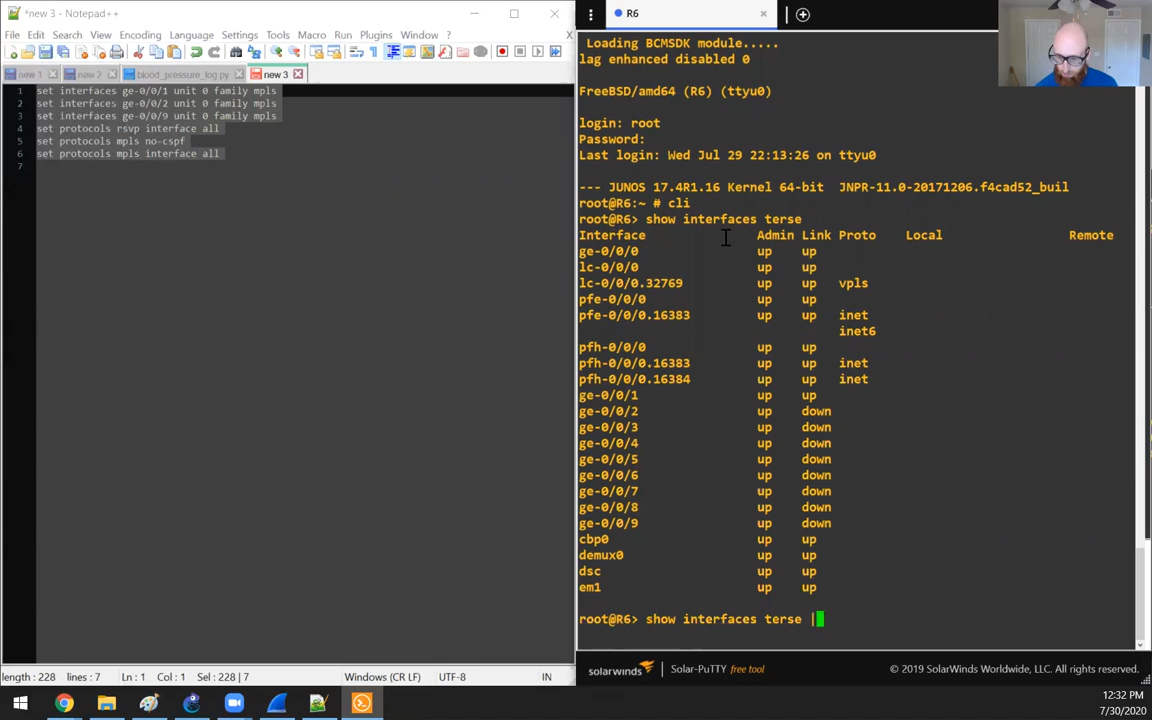 *new 3 - Notepad++
File Edit Search View Encoding Language Settings Tools Macro Run Plugins Window ? X
new 1 new 2 blood_pressure_log.py new 3
1 set interfaces ge-0/0/1 unit 0 family mpls
2 set interfaces ge-0/0/2 unit 0 family mpls
3 set interfaces ge-0/0/9 unit 0 family mpls
4 set protocols rsvp interface all
5 set protocols mpls no-cspf
6 set protocols mpls interface all
7
length : 228 lines : 7 Ln : 1 Col : 1 Sel : 228 | 7 Windows (CR LF) UTF-8 IN
R6
Loading BCMSDK module.....
lag enhanced disabled 0
FreeBSD/amd64 (R6) (ttyu0)
login: root
Password:
Last login: Wed Jul 29 22:13:26 on ttyu0
--- JUNOS 17.4R1.16 Kernel 64-bit JNPR-11.0-20171206.f4cad52_buil
root@R6:~ # cli
root@R6> show interfaces terse
Interface Admin Link Proto Local Remote
ge-0/0/0 up up
lc-0/0/0 up up
lc-0/0/0.32769 up up vpls
pfe-0/0/0 up up
pfe-0/0/0.16383 up up inet
inet6
pfh-0/0/0 up up
pfh-0/0/0.16383 up up inet
pfh-0/0/0.16384 up up inet
ge-0/0/1 up up
ge-0/0/2 up down
ge-0/0/3 up down
ge-0/0/4 up down
ge-0/0/5 up down
ge-0/0/6 up down
ge-0/0/7 up down
ge-0/0/8 up down
ge-0/0/9 up down
cbp0 up up
demux0 up up
dsc up up
em1 up up
root@R6> show interfaces terse |
solarwinds Solar-PuTTY free tool © 2019 SolarWinds Worldwide, LLC. All rights reserved.
12:32 PM
7/30/2020